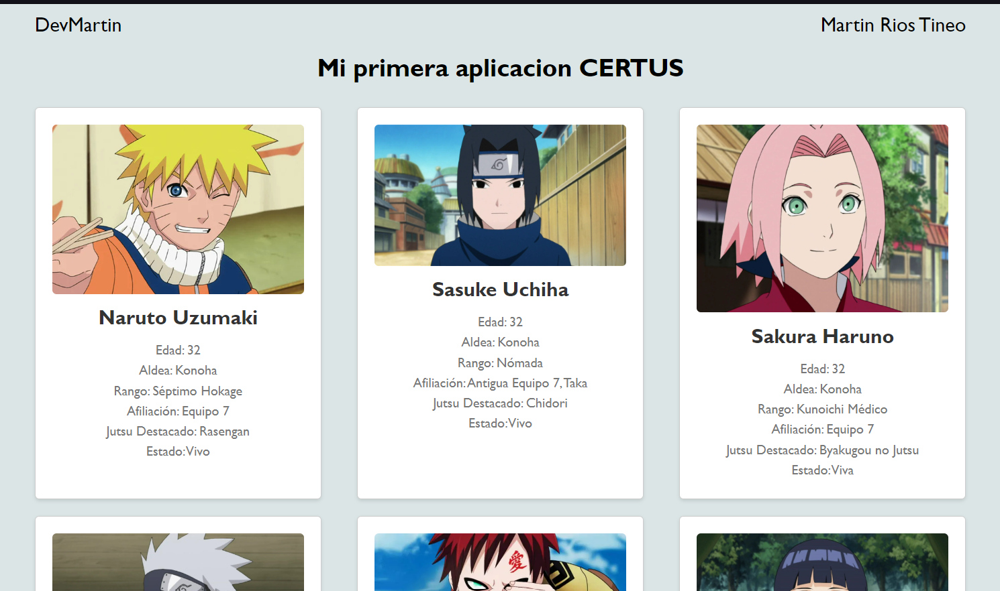 DevMartin
Martin Rios Tineo
Mi primera aplicacion CERTUS
Naruto Uzumaki
Edad: 32
Aldea: Konoha
Rango: Séptimo Hokage
Afiliación: Equipo 7
Jutsu Destacado: Rasengan
Estado: Vivo
Sasuke Uchiha
Edad: 32
Aldea: Konoha
Rango: Nómada
Afiliación: Antigua Equipo 7, Taka
Jutsu Destacado: Chidori
Estado: Vivo
Sakura Haruno
Edad: 32
Aldea: Konoha
Rango: Kunoichi Médico
Afiliación: Equipo 7
Jutsu Destacado: Byakugou no Jutsu
Estado: Viva
愛